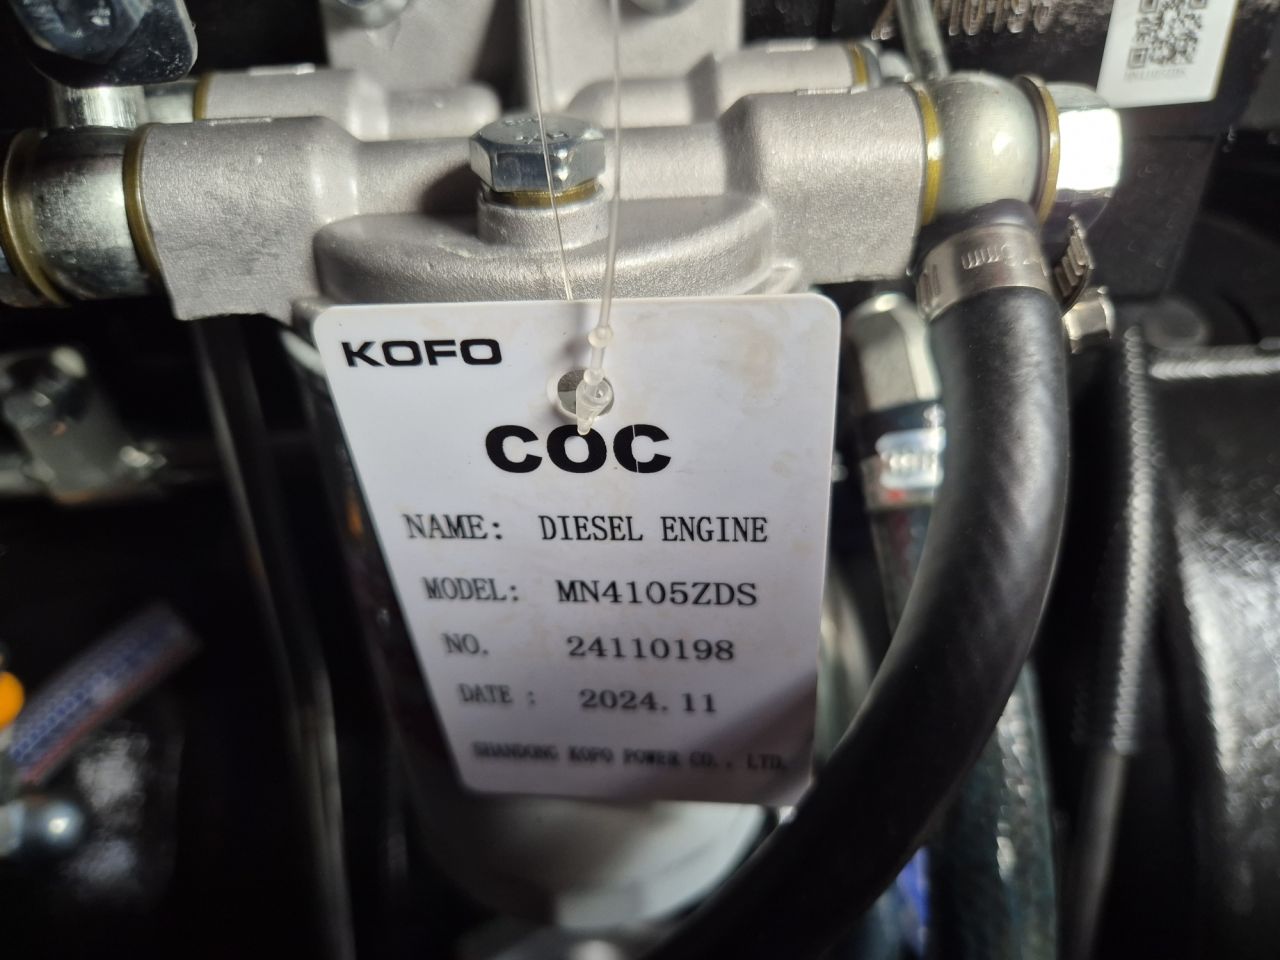 KOFO
COC
NAME: DIESEL ENGINE
MODEL: MN4105ZDS
NO. 24110198
DATE : 2024.11
SHANDONG KOFO POWER CO., LTD.